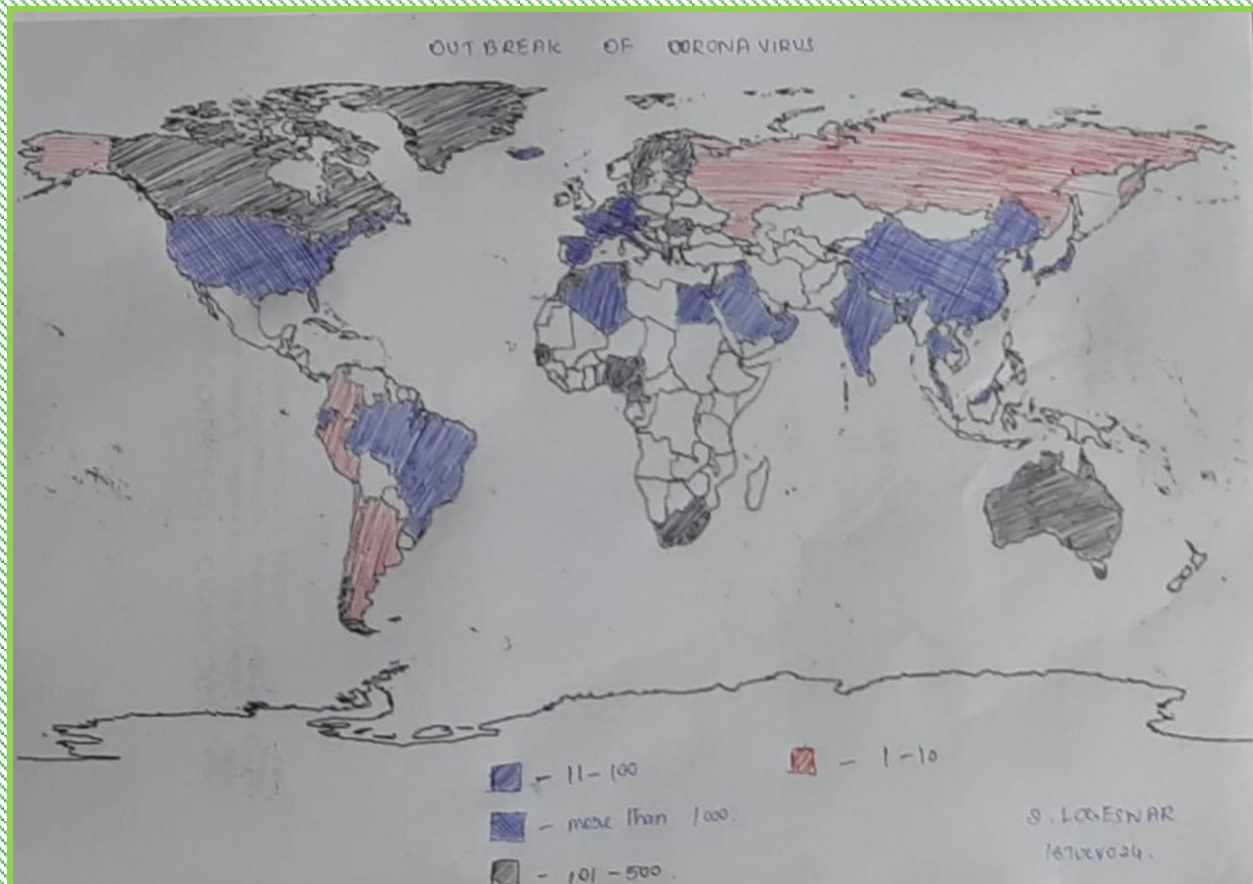 OUTBREAK OF CORONA VIRUS
- 11-100
- 1-10
- more than 1000.
- 101-500.
S. LOGESWAR